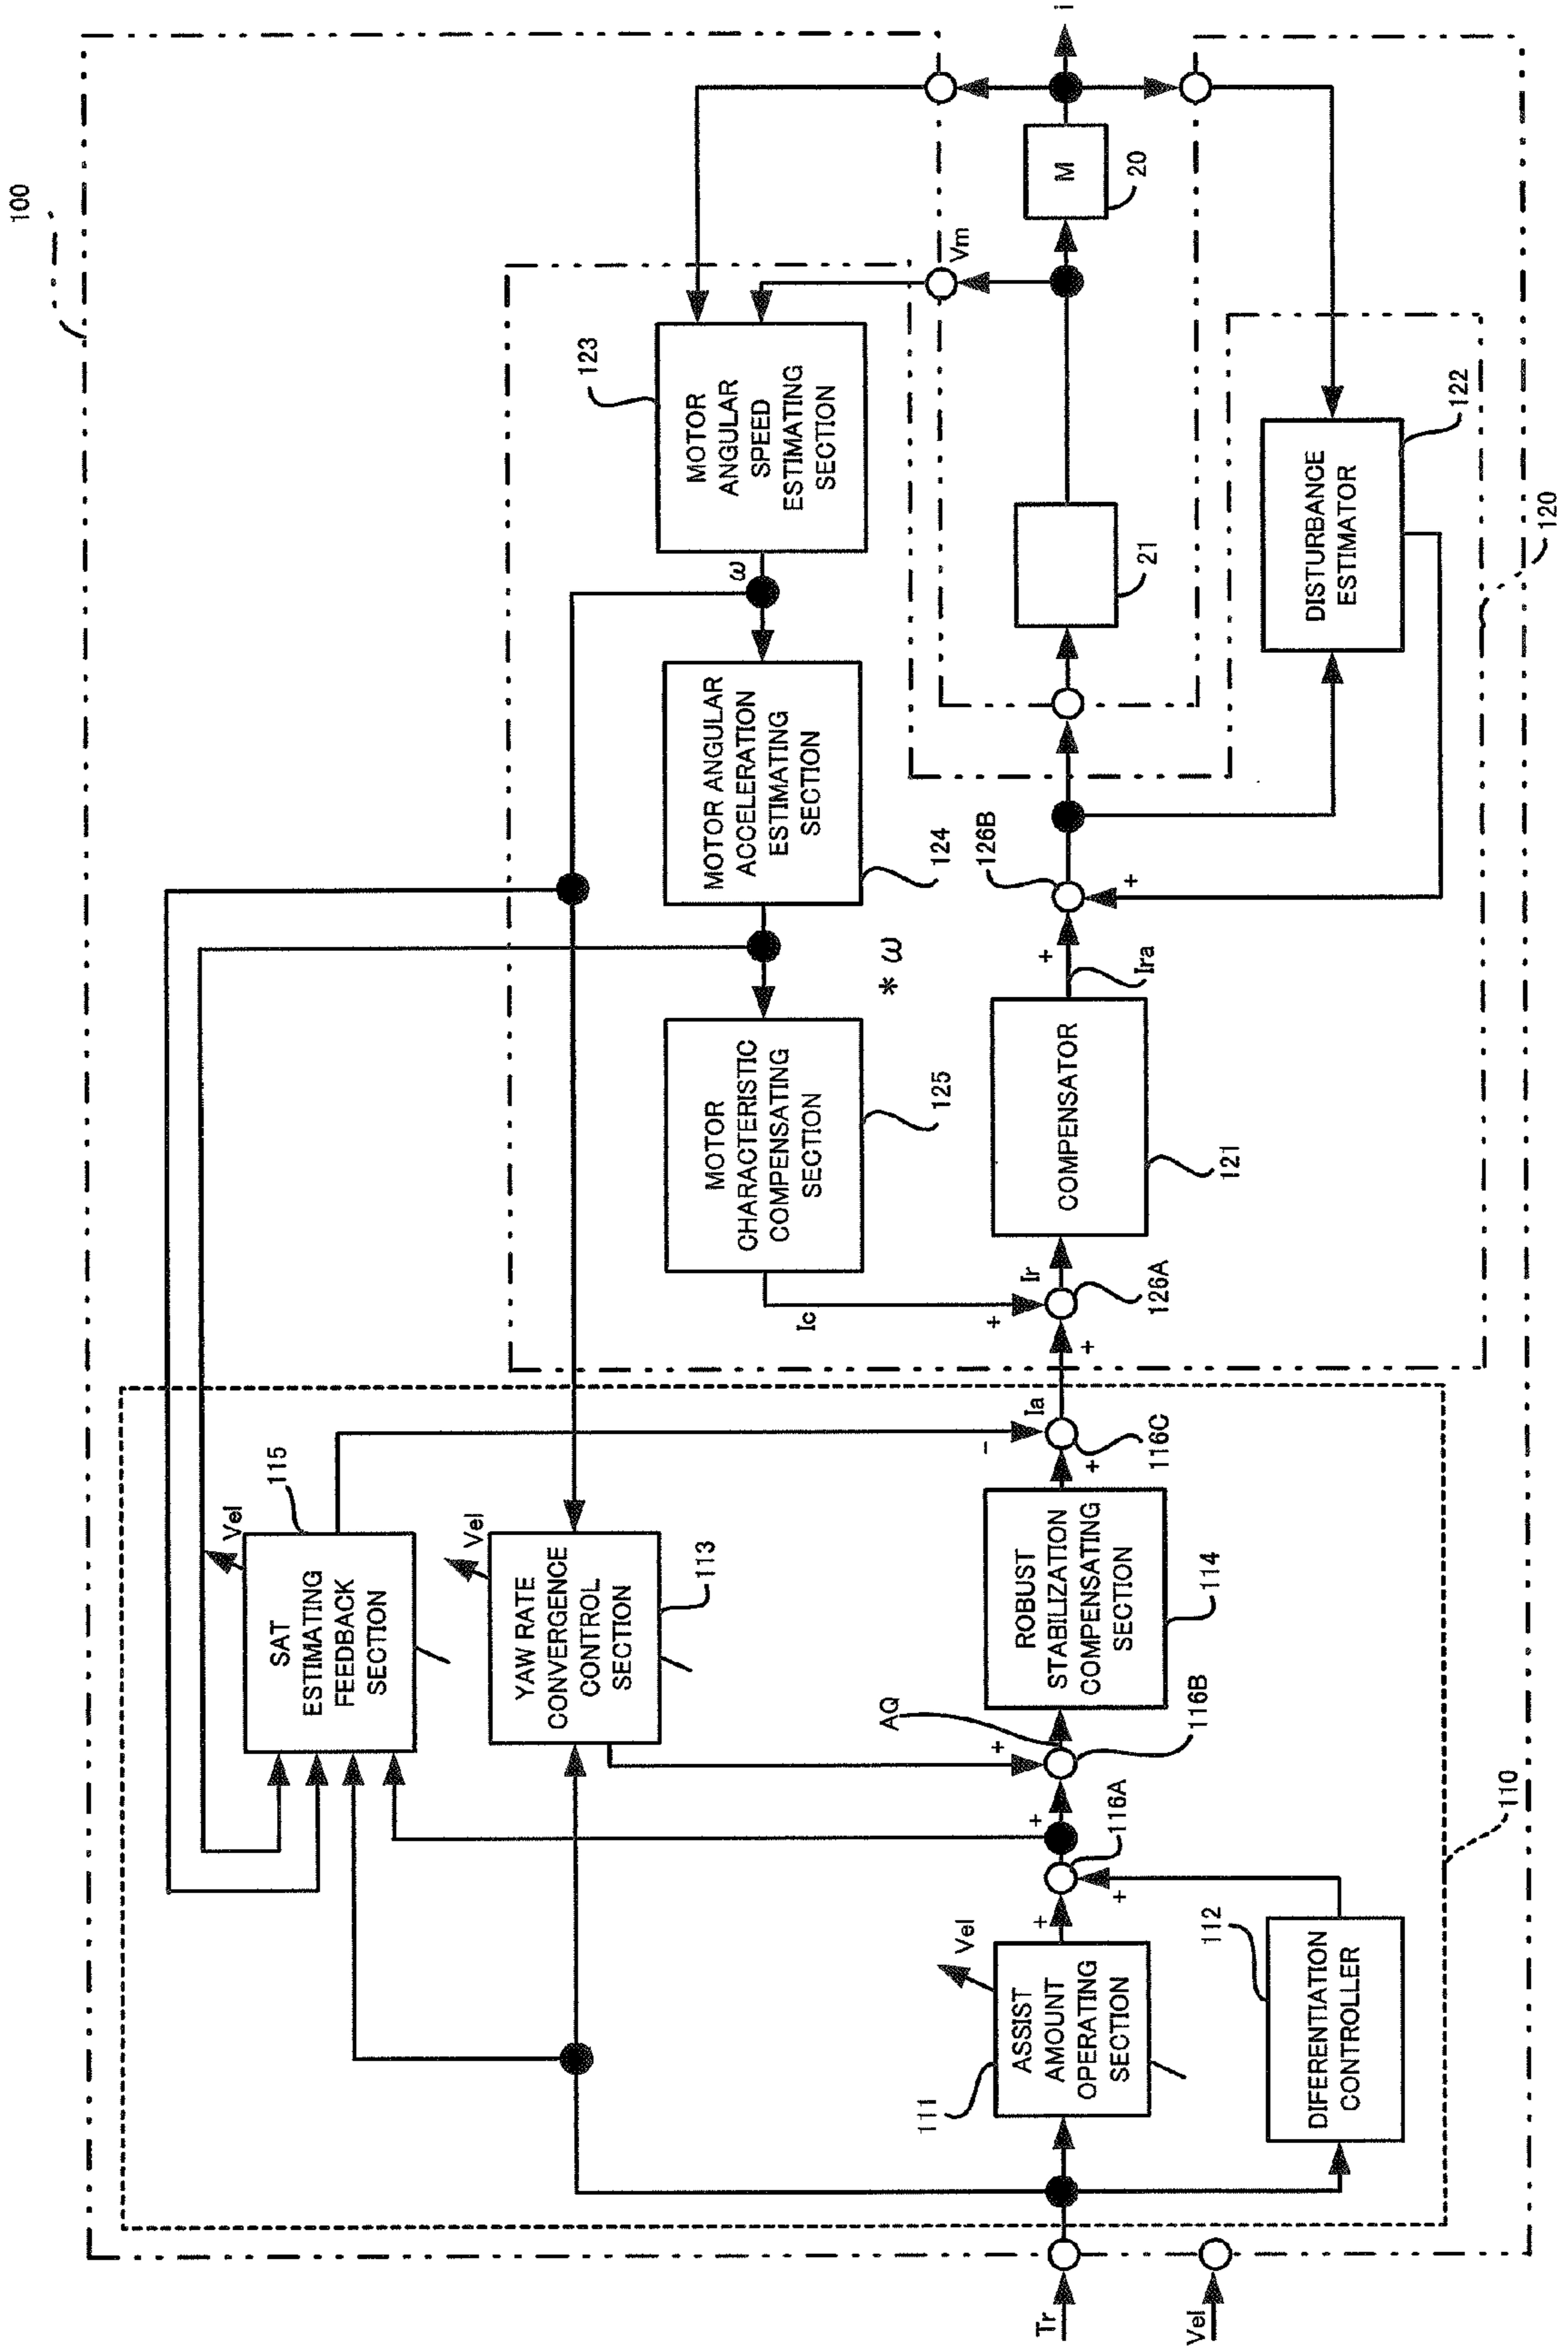 100
115
Vel
SAT
ESTIMATING
FEEDBACK
SECTION
Vel
YAW RATE
CONVERGENCE
CONTROL
SECTION
113
123
MOTOR
ANGULAR
SPEED
ESTIMATING
SECTION
ω
MOTOR ANGULAR
ACCELERATION
ESTIMATING
SECTION
124
* ω
MOTOR
CHARACTERISTIC
COMPENSATING
SECTION
125
Ic
Vm
Tr
Vel
111
Vel
ASSIST
AMOUNT
OPERATING
SECTION
+
+
116A
+
AQ
+
116B
ROBUST
STABILIZATION
COMPENSATING
SECTION
114
+
-
Ia
116C
+
+
Ir
126A
COMPENSATOR
121
Ira
+
126B
+
21
M
20
i
112
DIFERENTIATION
CONTROLLER
DISTURBANCE
ESTIMATOR
122
110
120